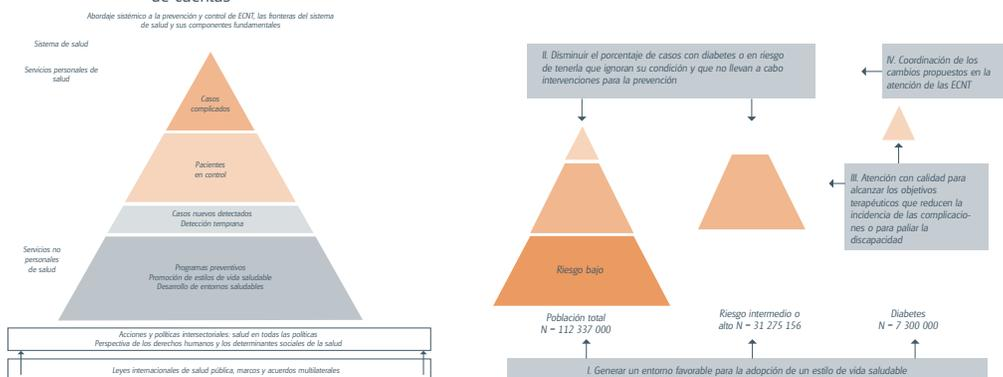 de cuentas
Abordaje sistémico a la prevención y control de ECNT, las fronteras del sistema
de salud y sus componentes fundamentales
Sistema de salud
Servicios personales de
salud
Casos
complicados
Pacientes
en control
Casos nuevos detectados
Detección temprana
Servicios no
personales
de salud
Programas preventivos
Promoción de estilos de vida saludable
Desarrollo de entornos saludables
Acciones y políticas intersectoriales: salud en todas las políticas
Perspectiva de los derechos humanos y los determinantes sociales de la salud
Leyes internacionales de salud pública, marcos y acuerdos multilaterales
II. Disminuir el porcentaje de casos con diabetes o en riesgo
de tenerla que ignoran su condición y que no llevan a cabo
intervenciones para la prevención
IV. Coordinación de los
cambios propuestos en la
atención de las ECNT
III. Atención con calidad para
alcanzar los objetivos
terapéuticos que reducen la
incidencia de las complicacio-
nes o para paliar la
discapacidad
Riesgo bajo
Población total
N = 112 337 000
Riesgo intermedio o
alto N = 31 275 156
Diabetes
N = 7 300 000
I. Generar un entorno favorable para la adopción de un estilo de vida saludable